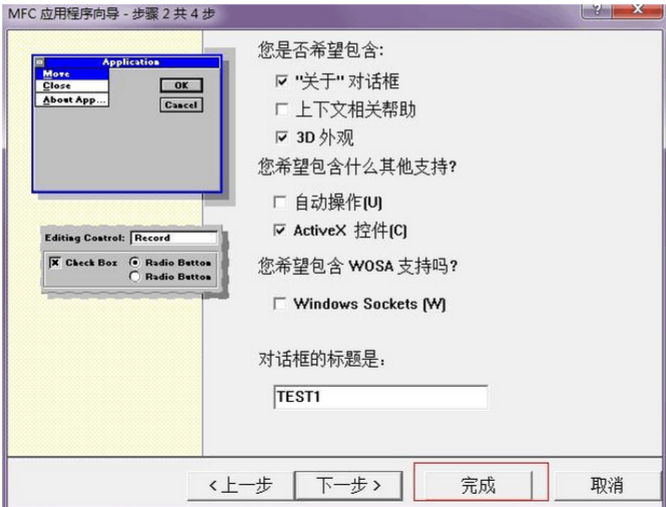 MFC 应用程序向导 - 步骤 2 共 4 步
Application
Move
Close
About App...
OK
Cancel
Editing Control: Record
Check Box
Radio Button
Radio Button
您是否希望包含:
"关于" 对话框
上下文相关帮助
3D 外观
您希望包含什么其他支持?
自动操作(U)
ActiveX 控件(C)
您希望包含 WOSA 支持吗?
Windows Sockets (W)
对话框的标题是:
TEST1
<上一步 下一步> 完成 取消